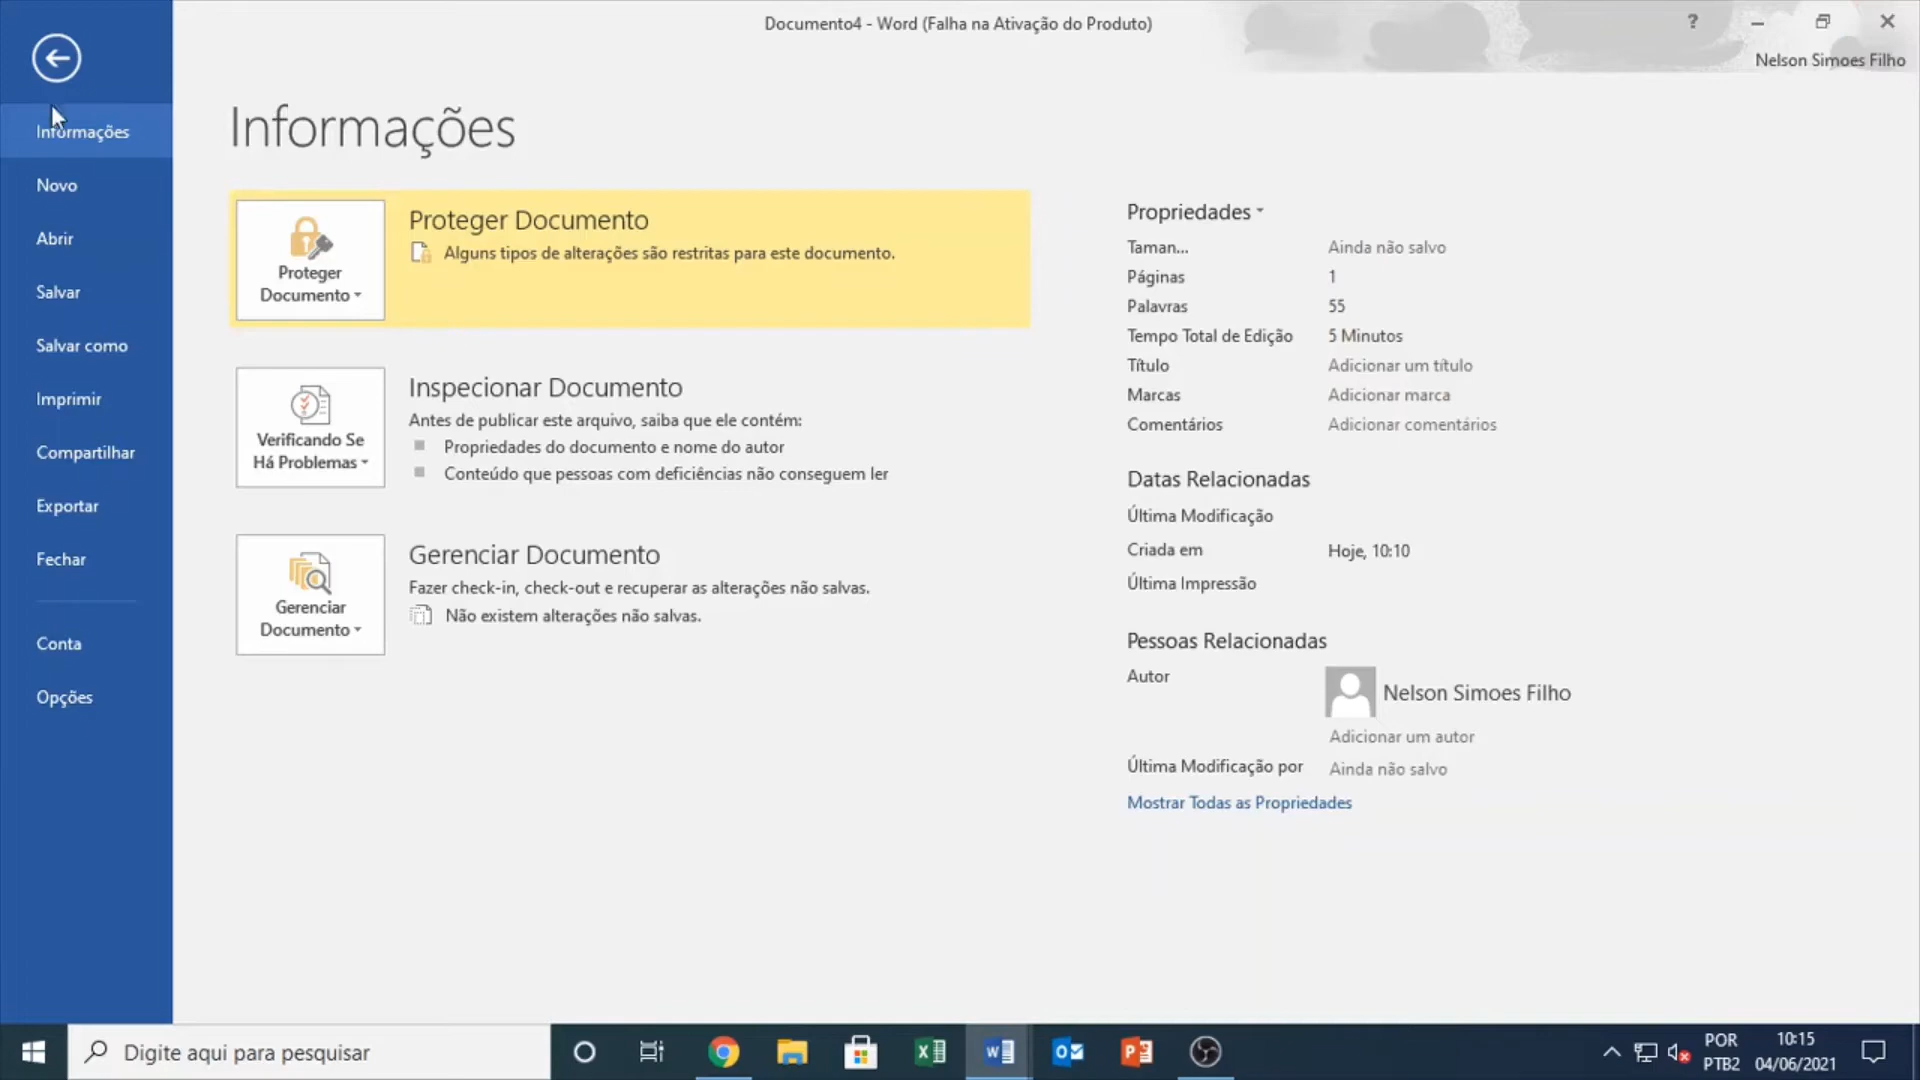 Documento4 - Word (Falha na Ativação do Produto)
?
Nelson Simoes Filho
Informações
Novo
Abrir
Salvar
Salvar como
Imprimir
Compartilhar
Exportar
Fechar
Conta
Opções
Informações
Proteger
Documento
Proteger Documento
Alguns tipos de alterações são restritas para este documento.
Verificando Se
Há Problemas
Inspecionar Documento
Antes de publicar este arquivo, saiba que ele contém:
Propriedades do documento e nome do autor
Conteúdo que pessoas com deficiências não conseguem ler
Gerenciar
Documento
Gerenciar Documento
Fazer check-in, check-out e recuperar as alterações não salvas.
Não existem alterações não salvas.
Propriedades
Taman... Ainda não salvo
Páginas 1
Palavras 55
Tempo Total de Edição 5 Minutos
Título Adicionar um título
Marcas Adicionar marca
Comentários Adicionar comentários
Datas Relacionadas
Última Modificação
Criada em Hoje, 10:10
Última Impressão
Pessoas Relacionadas
Autor Nelson Simoes Filho
Adicionar um autor
Última Modificação por Ainda não salvo
Mostrar Todas as Propriedades
Digite aqui para pesquisar
POR
PTB2
10:15
04/06/2021